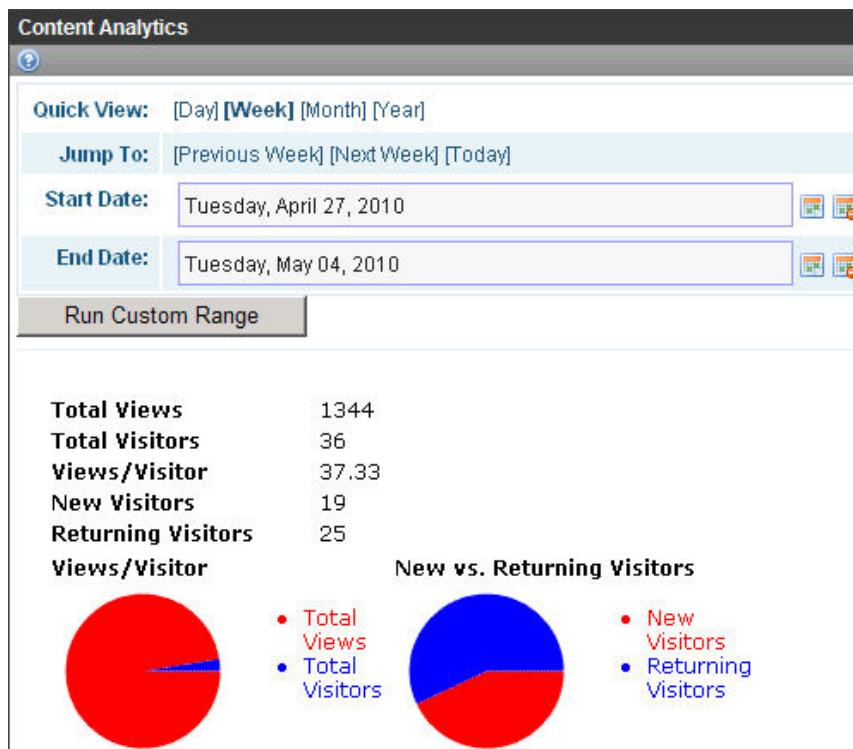 Content Analytics
Quick View: [Day] [Week] [Month] [Year]
Jump To: [Previous Week] [Next Week] [Today]
Start Date: Tuesday, April 27, 2010
End Date: Tuesday, May 04, 2010
Run Custom Range
Total Views 1344
Total Visitors 36
Views/Visitor 37.33
New Visitors 19
Returning Visitors 25
Views/Visitor
Total
Views
Total
Visitors
New vs. Returning Visitors
New
Visitors
Returning
Visitors